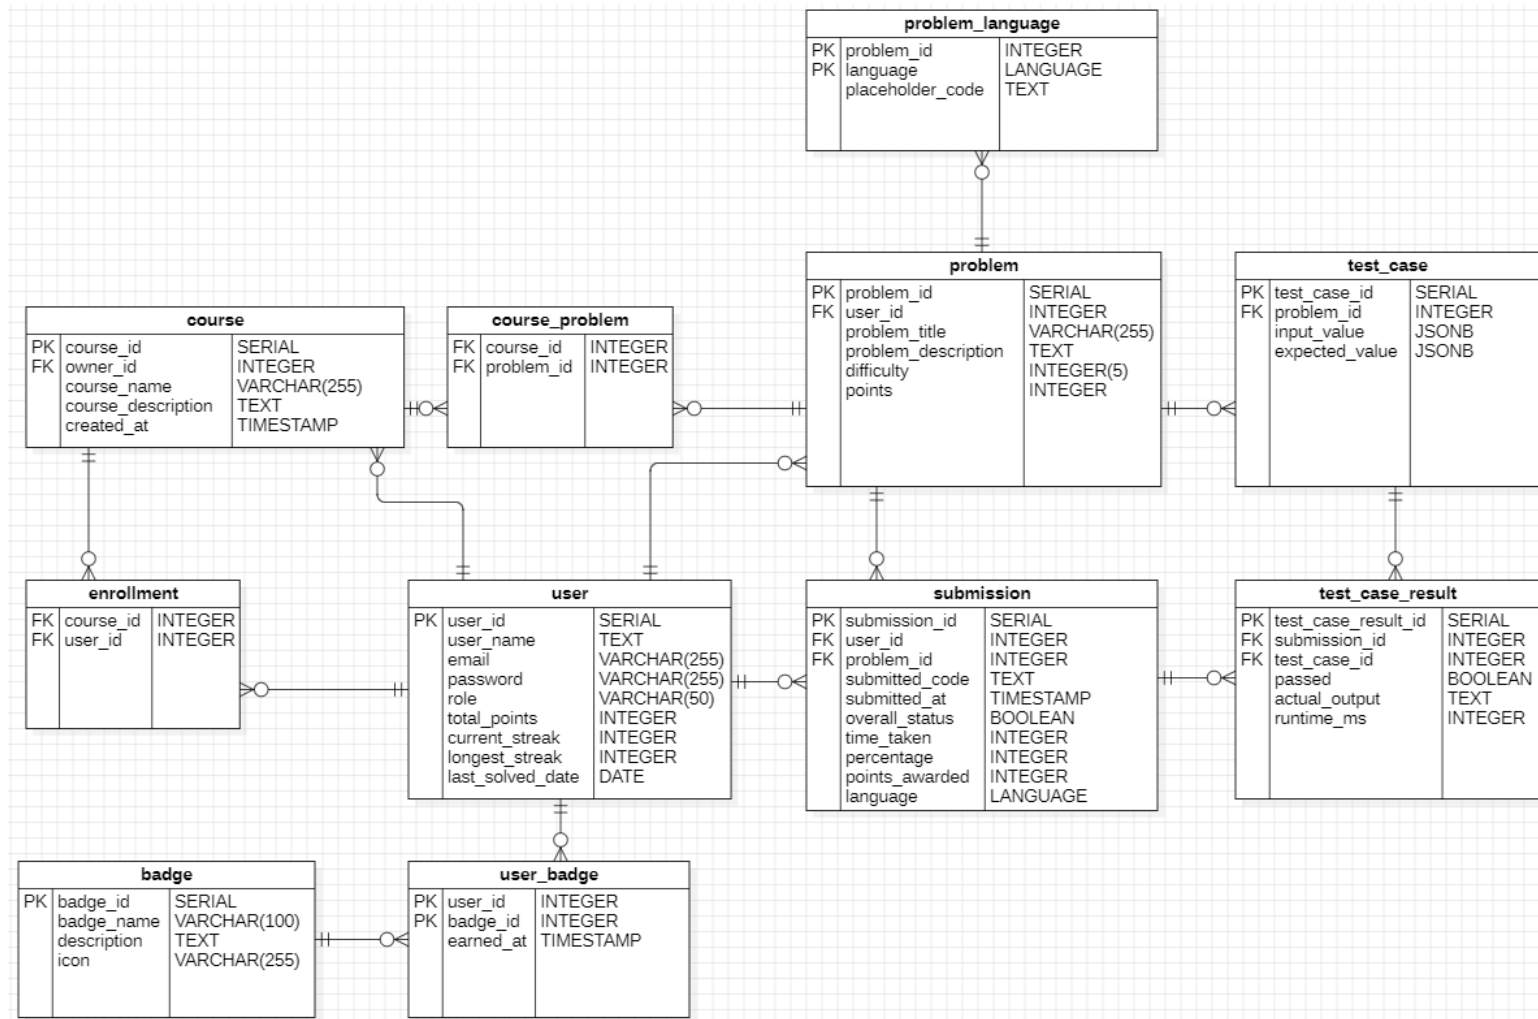 problem_language
PK problem_id INTEGER
PK language LANGUAGE
placeholder_code TEXT
problem
PK problem_id SERIAL
FK user_id INTEGER
problem_title VARCHAR(255)
problem_description TEXT
difficulty INTEGER(5)
points INTEGER
test_case
PK test_case_id SERIAL
FK problem_id INTEGER
input_value JSONB
expected_value JSONB
course
PK course_id SERIAL
FK owner_id INTEGER
course_name VARCHAR(255)
course_description TEXT
created_at TIMESTAMP
course_problem
FK course_id INTEGER
FK problem_id INTEGER
enrollment
FK course_id INTEGER
FK user_id INTEGER
user
PK user_id SERIAL
user_name TEXT
email VARCHAR(255)
password VARCHAR(255)
role VARCHAR(50)
total_points INTEGER
current_streak INTEGER
longest_streak INTEGER
last_solved_date DATE
submission
PK submission_id SERIAL
FK user_id INTEGER
FK problem_id INTEGER
submitted_code TEXT
submitted_at TIMESTAMP
overall_status BOOLEAN
time_taken INTEGER
percentage INTEGER
points_awarded INTEGER
language LANGUAGE
test_case_result
PK test_case_result_id SERIAL
FK submission_id INTEGER
FK test_case_id INTEGER
passed BOOLEAN
actual_output TEXT
runtime_ms INTEGER
badge
PK badge_id SERIAL
badge_name VARCHAR(100)
description TEXT
icon VARCHAR(255)
user_badge
PK user_id INTEGER
PK badge_id INTEGER
earned_at TIMESTAMP